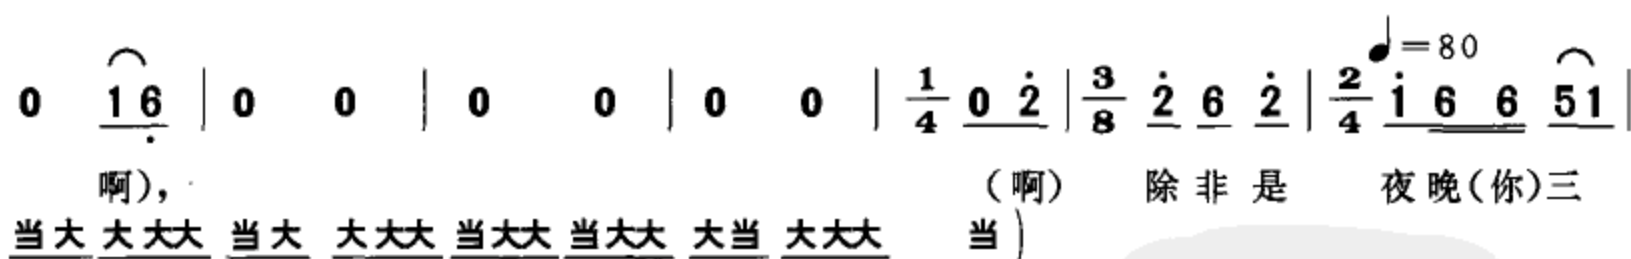 ♩=80
0 16 | 0 0 | 0 0 | 0 0 | 1/4 0 2̇ | 3/8 2̇ 6 2̇ | 2/4 1̇ 6 6 51 |
啊), (啊) 除非是 夜晚(你)三
当大 大大大 当大 大大大 当大大 当大大 大当 大大大 当)